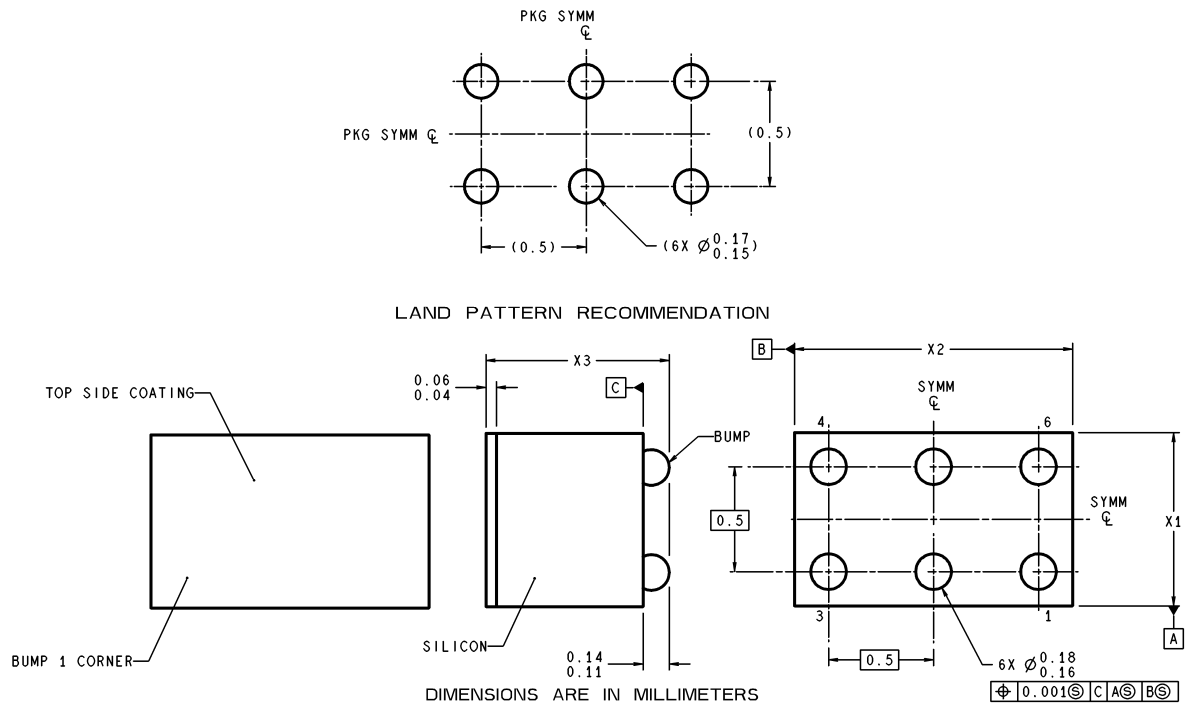 PKG SYMM
℄
PKG SYMM ℄
(0.5)
(0.5)
(6X Ø 0.17
0.15)
LAND PATTERN RECOMMENDATION
B
X2
X3
C
0.06
0.04
SYMM
℄
TOP SIDE COATING
4
6
BUMP
0.5
SYMM
℄
X1
3
1
A
SILICON
BUMP 1 CORNER
0.14
0.11
0.5
6X Ø 0.18
0.16
⌖ 0.001Ⓢ C AⓈ BⓈ
DIMENSIONS ARE IN MILLIMETERS